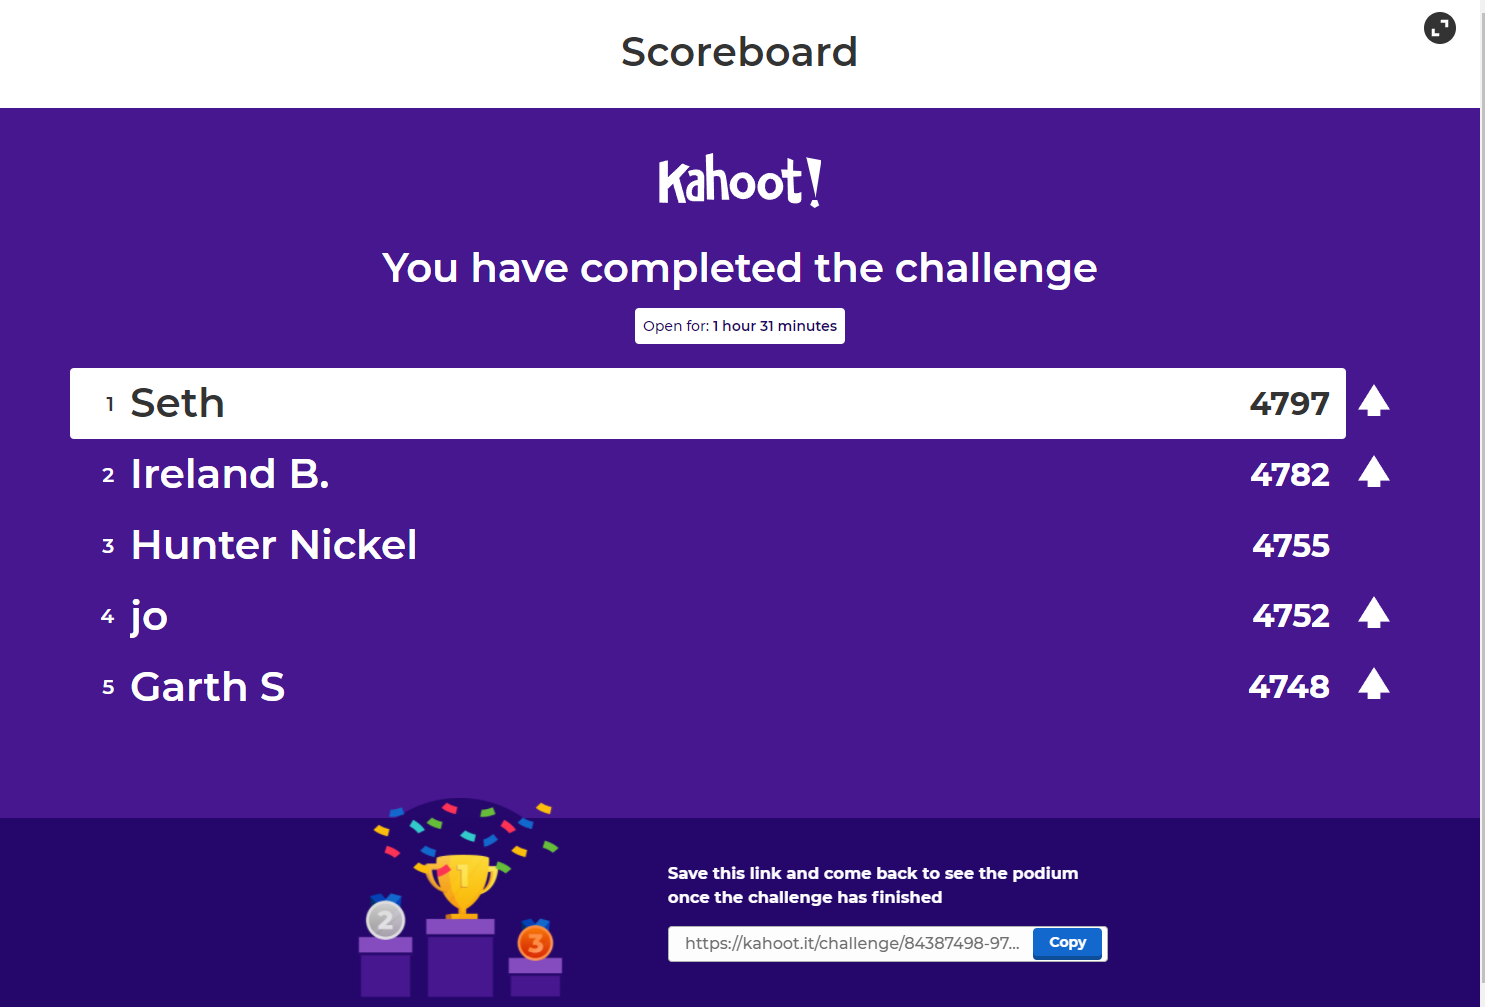 Scoreboard
Kahoot!
You have completed the challenge
Open for: 1 hour 31 minutes
1 Seth 4797
2 Ireland B. 4782
3 Hunter Nickel 4755
4 jo 4752
5 Garth S 4748
1
2
3
Save this link and come back to see the podium
once the challenge has finished
https://kahoot.it/challenge/84387498-97... Copy